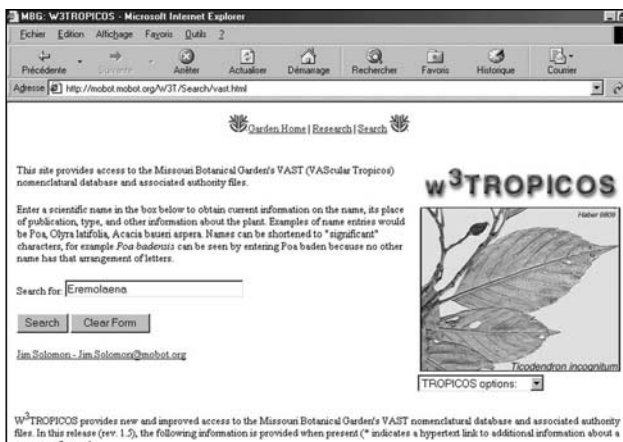 MBG: W3TROPICOS - Microsoft Internet Explorer
Fichier Edition Affichage Favoris Outils ?
Précédente Suivante Arrêter Actualiser Démarrage Rechercher Favoris Historique Courrier
Adresse http://mobot.mobot.org/W3T/Search/vast.html
Garden Home | Research | Search
This site provides access to the Missouri Botanical Garden's VAST (VAScular Tropicos)
nomenclatural database and associated authority files.
w3TROPICOS
Haber 6909
Enter a scientific name in the box below to obtain current information on the name, its place
of publication, type, and other information about the plant. Examples of name entries would
be Poa, Olyra latifolia, Acacia baueri aspera. Names can be shortened to "significant"
characters, for example Poa badensis can be seen by entering Poa baden because no other
name has that arrangement of letters.
Search for: Eremolaena
Search Clear Form
Jim Solomon - Jim.Solomon@mobot.org
Ticodendron incognitum
TROPICOS options:
W3TROPICOS provides new and improved access to the Missouri Botanical Garden's VAST nomenclatural database and associated authority
files. In this release (rev. 1.5), the following information is provided when present (* indicates a hypertext link to additional information about a